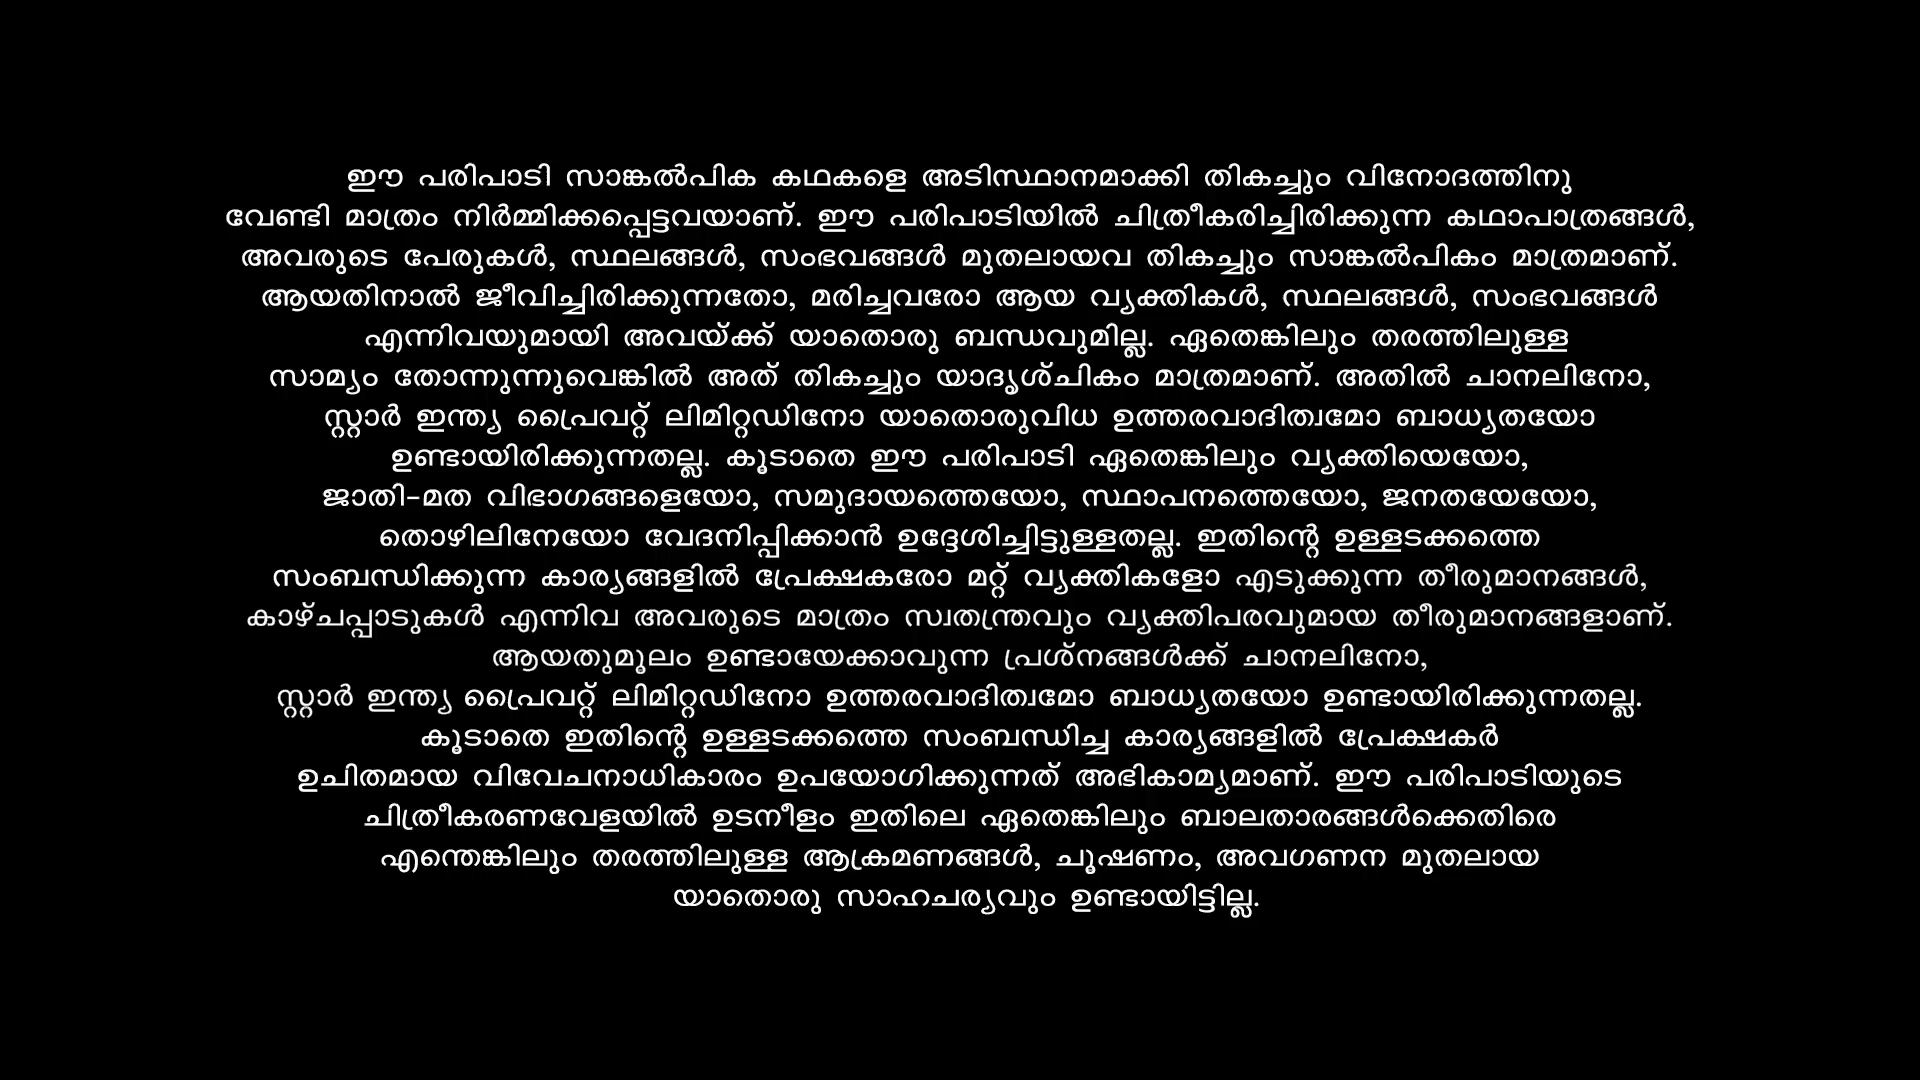 ഈ പരിപാടി സാങ്കൽപിക കഥകളെ അടിസ്ഥാനമാക്കി തികച്ചും വിനോദത്തിനു
വേണ്ടി മാത്രം നിർമ്മിക്കപ്പെട്ടവയാണ്. ഈ പരിപാടിയിൽ ചിത്രീകരിച്ചിരിക്കുന്ന കഥാപാത്രങ്ങൾ,
അവരുടെ പേരുകൾ, സ്ഥലങ്ങൾ, സംഭവങ്ങൾ മുതലായവ തികച്ചും സാങ്കൽപികം മാത്രമാണ്.
ആയതിനാൽ ജീവിച്ചിരിക്കുന്നതോ, മരിച്ചവരോ ആയ വ്യക്തികൾ, സ്ഥലങ്ങൾ, സംഭവങ്ങൾ
എന്നിവയുമായി അവയ്ക്ക് യാതൊരു ബന്ധവുമില്ല. ഏതെങ്കിലും തരത്തിലുള്ള
സാമ്യം തോന്നുന്നുവെങ്കിൽ അത് തികച്ചും യാദൃശ്ചികം മാത്രമാണ്. അതിൽ ചാനലിനോ,
സ്റ്റാർ ഇന്ത്യ പ്രൈവറ്റ് ലിമിറ്റഡിനോ യാതൊരുവിധ ഉത്തരവാദിത്വമോ ബാധ്യതയോ
ഉണ്ടായിരിക്കുന്നതല്ല. കൂടാതെ ഈ പരിപാടി ഏതെങ്കിലും വ്യക്തിയെയോ,
ജാതി-മത വിഭാഗങ്ങളെയോ, സമുദായത്തെയോ, സ്ഥാപനത്തെയോ, ജനതയേയോ,
തൊഴിലിനേയോ വേദനിപ്പിക്കാൻ ഉദ്ദേശിച്ചിട്ടുള്ളതല്ല. ഇതിന്റെ ഉള്ളടക്കത്തെ
സംബന്ധിക്കുന്ന കാര്യങ്ങളിൽ പ്രേക്ഷകരോ മറ്റ് വ്യക്തികളോ എടുക്കുന്ന തീരുമാനങ്ങൾ,
കാഴ്ചപ്പാടുകൾ എന്നിവ അവരുടെ മാത്രം സ്വതന്ത്രവും വ്യക്തിപരവുമായ തീരുമാനങ്ങളാണ്.
ആയതുമൂലം ഉണ്ടായേക്കാവുന്ന പ്രശ്നങ്ങൾക്ക് ചാനലിനോ,
സ്റ്റാർ ഇന്ത്യ പ്രൈവറ്റ് ലിമിറ്റഡിനോ ഉത്തരവാദിത്വമോ ബാധ്യതയോ ഉണ്ടായിരിക്കുന്നതല്ല.
കൂടാതെ ഇതിന്റെ ഉള്ളടക്കത്തെ സംബന്ധിച്ച കാര്യങ്ങളിൽ പ്രേക്ഷകർ
ഉചിതമായ വിവേചനാധികാരം ഉപയോഗിക്കുന്നത് അഭികാമ്യമാണ്. ഈ പരിപാടിയുടെ
ചിത്രീകരണവേളയിൽ ഉടനീളം ഇതിലെ ഏതെങ്കിലും ബാലതാരങ്ങൾക്കെതിരെ
എന്തെങ്കിലും തരത്തിലുള്ള ആക്രമണങ്ങൾ, ചൂഷണം, അവഗണന മുതലായ
യാതൊരു സാഹചര്യവും ഉണ്ടായിട്ടില്ല.